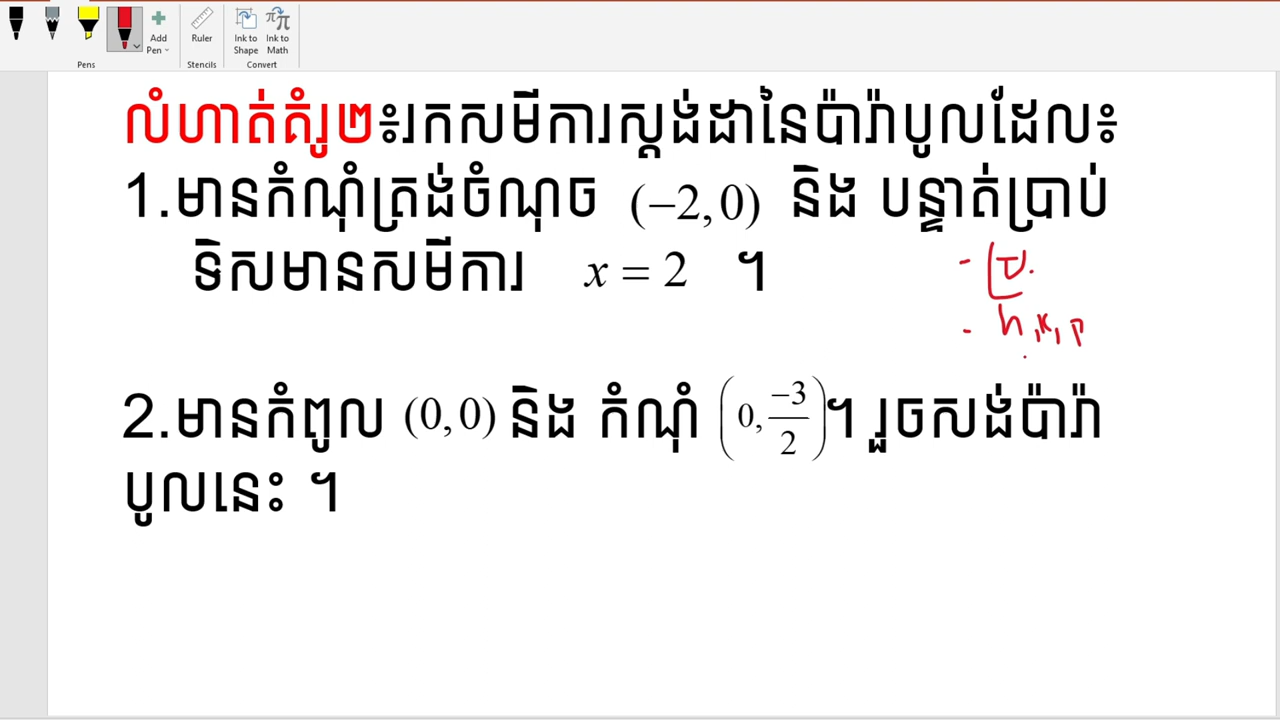 Add
Pen
Ruler
Ink to
Shape
Ink to
Math
Pens
Stencils
Convert
លំហាត់គំរូ២៖រកសមីការស្តង់ដានៃប៉ារ៉ាបូលដែល៖
1.មានកំណុំត្រង់ចំណុច (−2,0) និង បន្ទាត់ប្រាប់
ទិសមានសមីការ x = 2 ។
- h, k, p
2.មានកំពូល (0,0) និង កំណុំ (0, −3/2)។ រួចសង់ប៉ារ៉ា
បូលនេះ ។